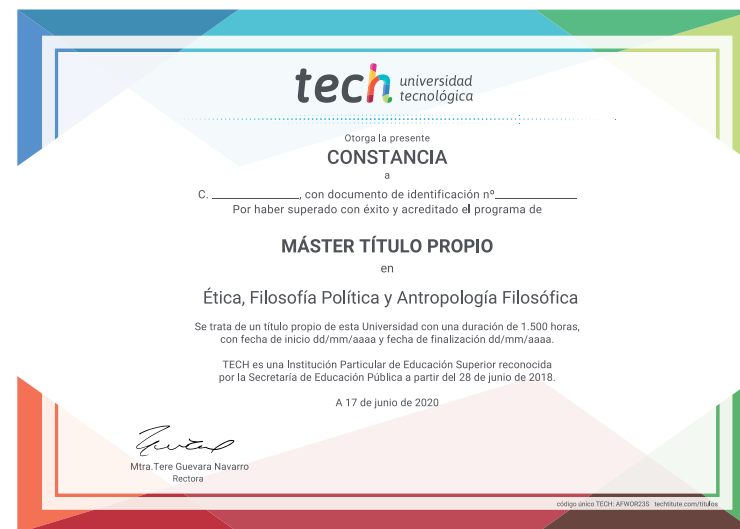 tech universidad
tecnológica
Otorga la presente
CONSTANCIA
a
C. ______________, con documento de identificación nº_____________
Por haber superado con éxito y acreditado el programa de
MÁSTER TÍTULO PROPIO
en
Ética, Filosofía Política y Antropología Filosófica
Se trata de un título propio de esta Universidad con una duración de 1.500 horas,
con fecha de inicio dd/mm/aaaa y fecha de finalización dd/mm/aaaa.
TECH es una Institución Particular de Educación Superior reconocida
por la Secretaría de Educación Pública a partir del 28 de junio de 2018.
A 17 de junio de 2020
Mtra.Tere Guevara Navarro
Rectora
código único TECH: AFWOR23S techtitute.com/titulos